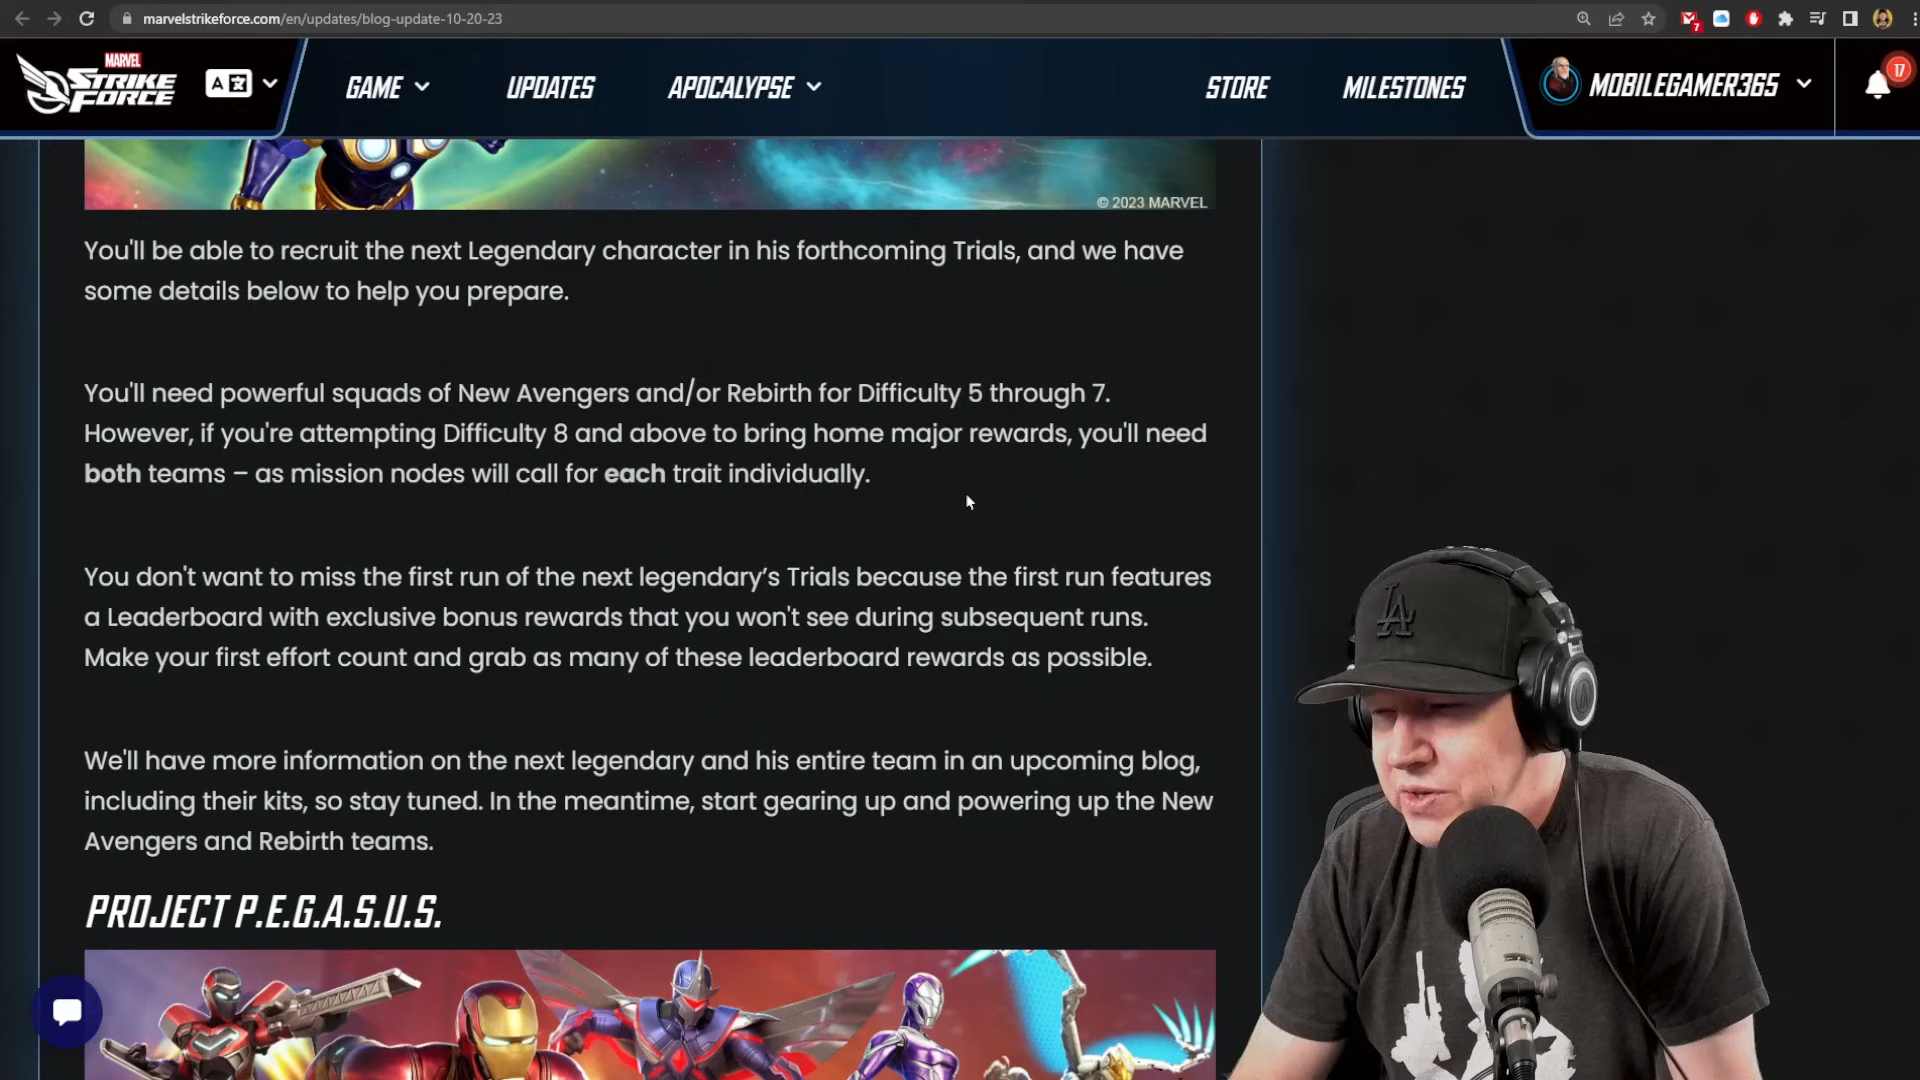 marvelstrikeforce.com/en/updates/blog-update-10-20-23
7
MARVEL
STRIKE
FORCE
A
GAME
UPDATES
APOCALYPSE
STORE
MILESTONES
MOBILEGAMER365
17
© 2023 MARVEL
You'll be able to recruit the next Legendary character in his forthcoming Trials, and we have
some details below to help you prepare.
You'll need powerful squads of New Avengers and/or Rebirth for Difficulty 5 through 7.
However, if you're attempting Difficulty 8 and above to bring home major rewards, you'll need
both teams – as mission nodes will call for each trait individually.
You don't want to miss the first run of the next legendary’s Trials because the first run features
a Leaderboard with exclusive bonus rewards that you won't see during subsequent runs.
Make your first effort count and grab as many of these leaderboard rewards as possible.
We'll have more information on the next legendary and his entire team in an upcoming blog,
including their kits, so stay tuned. In the meantime, start gearing up and powering up the New
Avengers and Rebirth teams.
PROJECT P.E.G.A.S.U.S.
LA